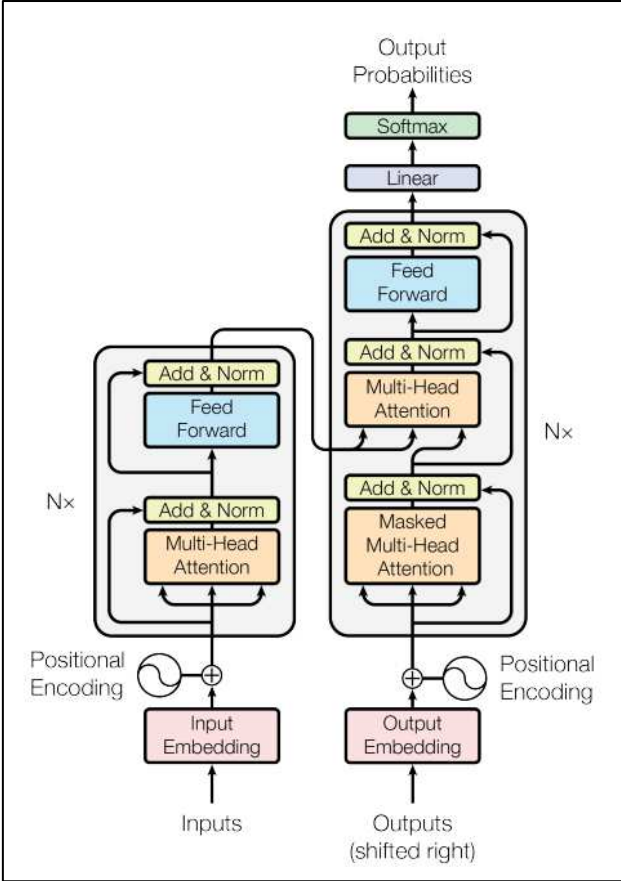 Output
Probabilities
Softmax
Linear
Add & Norm
Feed
Forward
Add & Norm
Multi-Head
Attention
Add & Norm
Masked
Multi-Head
Attention
Nx
Add & Norm
Feed
Forward
Add & Norm
Multi-Head
Attention
Nx
Positional
Encoding
Positional
Encoding
Input
Embedding
Output
Embedding
Inputs
Outputs
(shifted right)